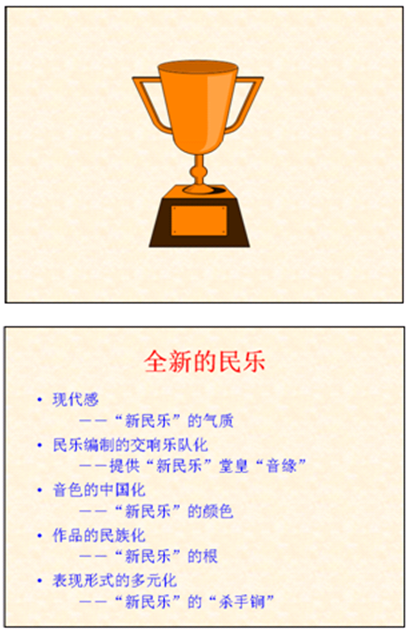 全新的民乐
• 现代感
——“新民乐”的气质
• 民乐编制的交响乐队化
——提供“新民乐”堂皇“音缘”
• 音色的中国化
——“新民乐”的颜色
• 作品的民族化
——“新民乐”的根
• 表现形式的多元化
——“新民乐”的“杀手锏”